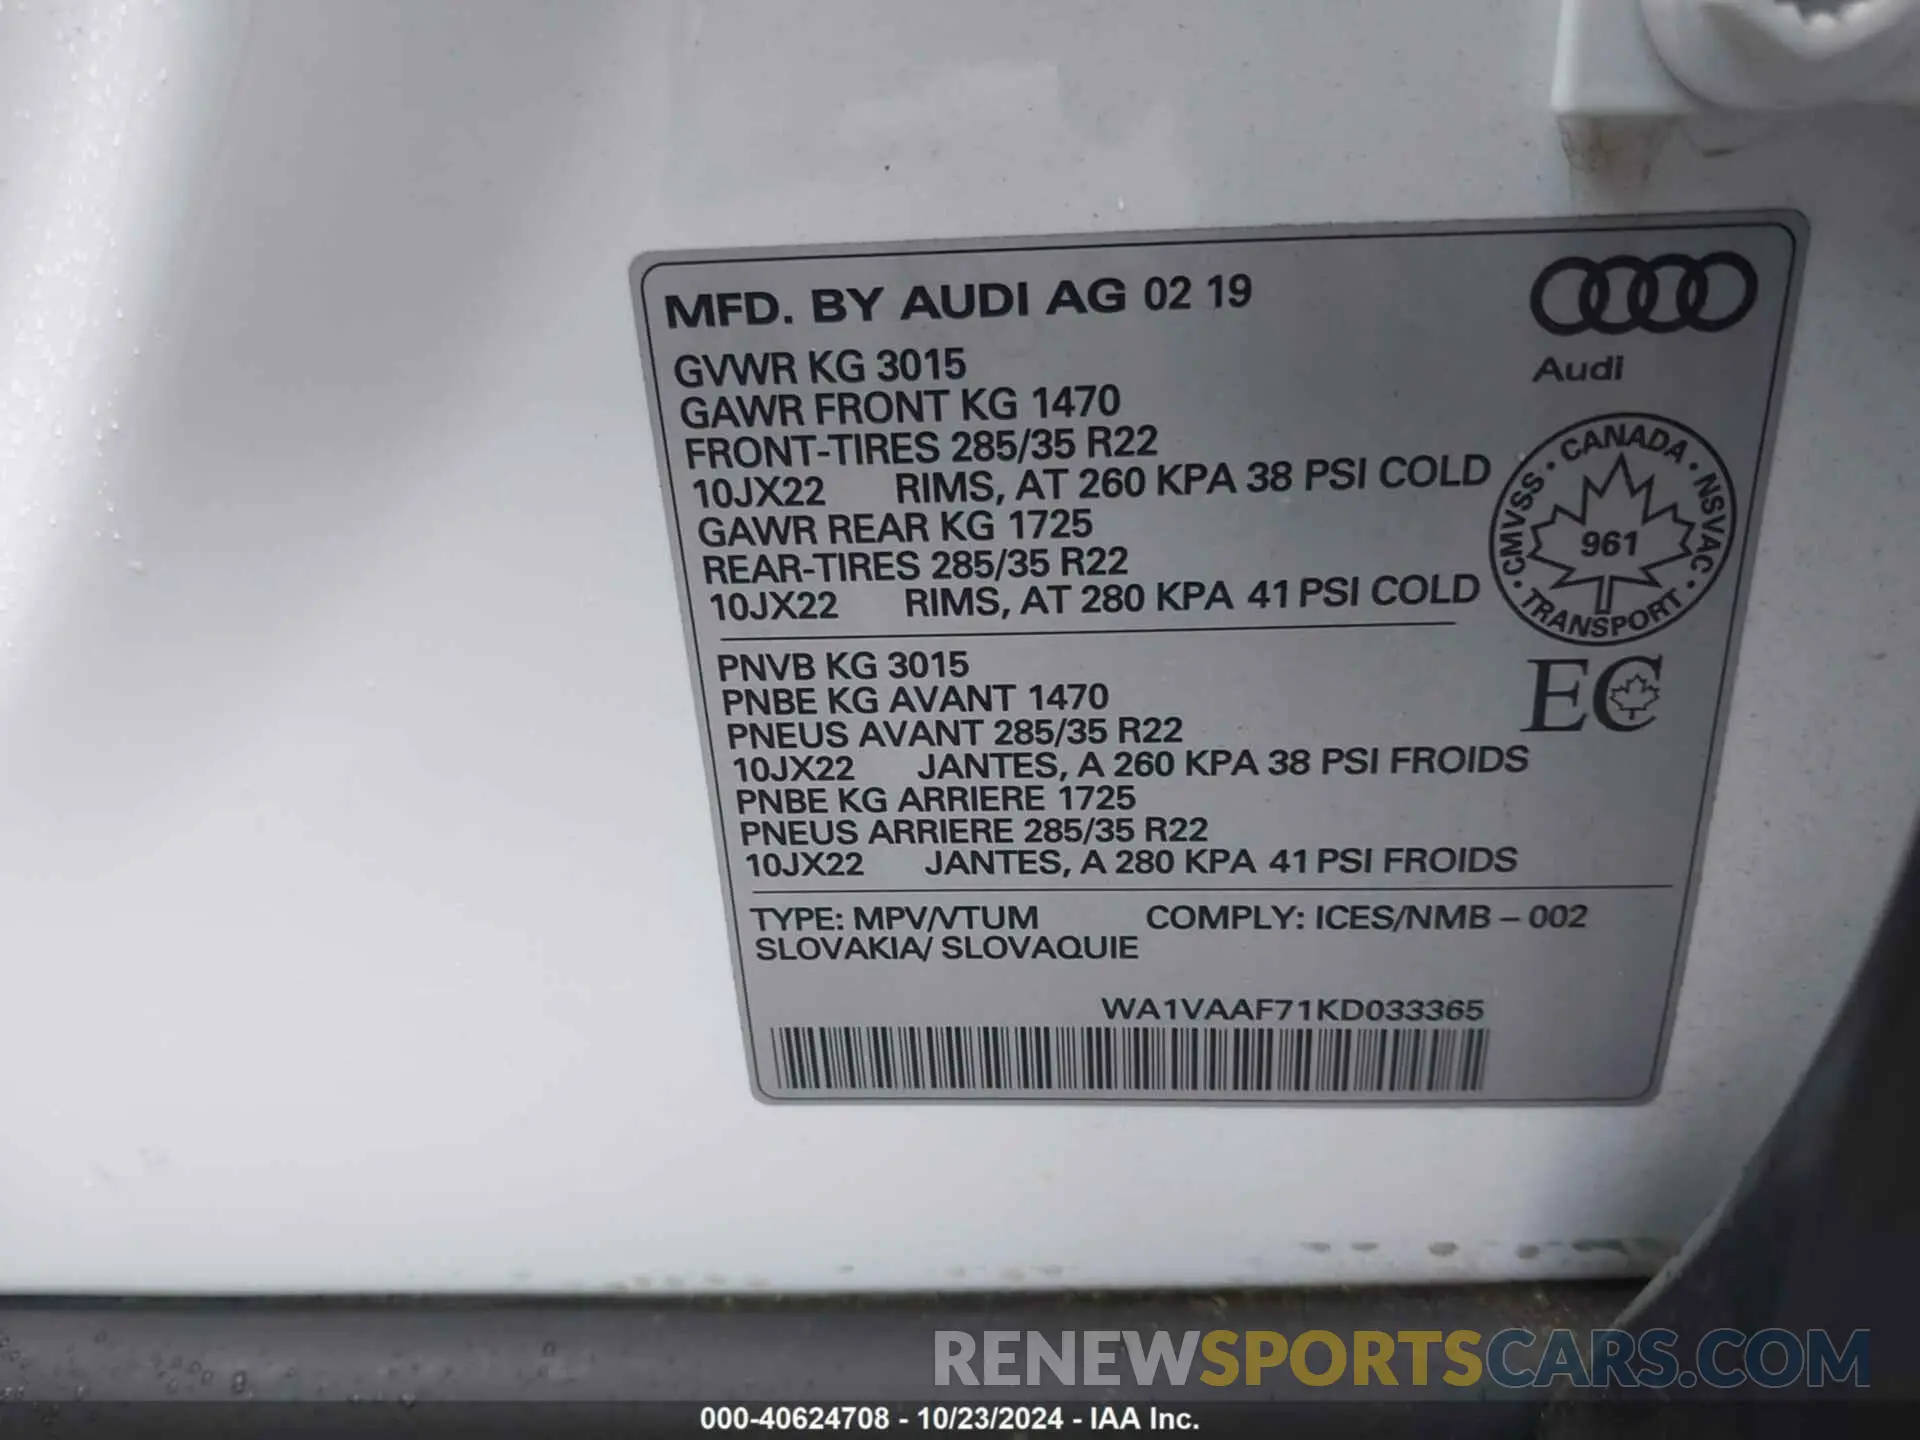 MFD. BY AUDI AG 02 19
Audi
GVWR KG 3015
GAWR FRONT KG 1470
FRONT-TIRES 285/35 R22
10JX22 RIMS, AT 260 KPA 38 PSI COLD
GAWR REAR KG 1725
REAR-TIRES 285/35 R22
10JX22 RIMS, AT 280 KPA 41 PSI COLD
CMVSS • CANADA • NSVAC • TRANSPORT •
961
EC
PNVB KG 3015
PNBE KG AVANT 1470
PNEUS AVANT 285/35 R22
10JX22 JANTES, A 260 KPA 38 PSI FROIDS
PNBE KG ARRIERE 1725
PNEUS ARRIERE 285/35 R22
10JX22 JANTES, A 280 KPA 41 PSI FROIDS
TYPE: MPV/VTUM COMPLY: ICES/NMB – 002
SLOVAKIA/ SLOVAQUIE
WA1VAAF71KD033365
RENEWSPORTSCARS.COM
000-40624708 - 10/23/2024 - IAA Inc.